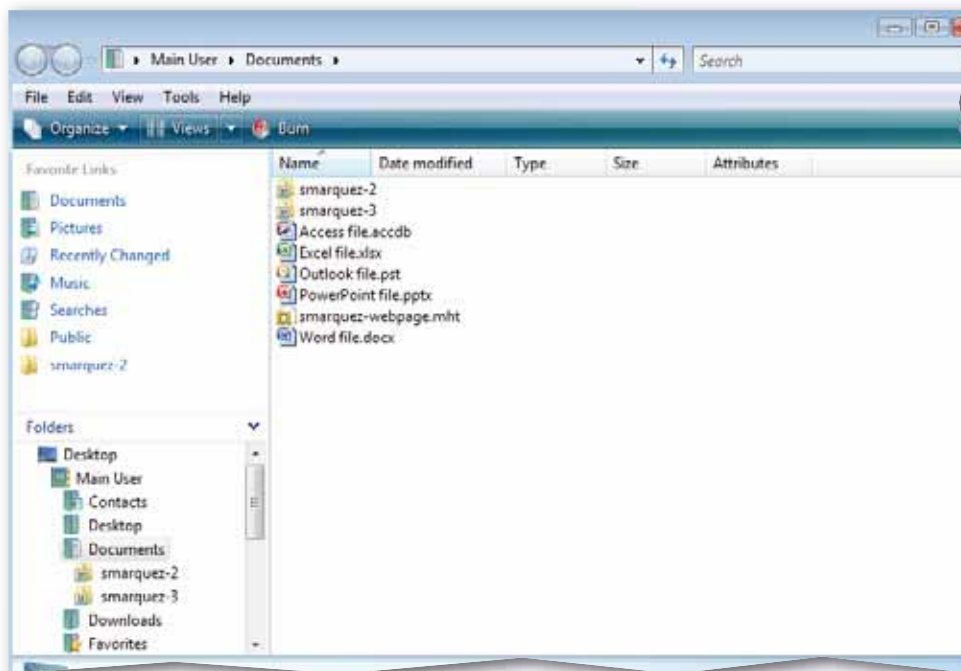 Main User Documents Search
File Edit View Tools Help
Organize Views Burn
Favorite Links
Documents
Pictures
Recently Changed
Music
Searches
Public
smarquez-2
Folders
Desktop
Main User
Contacts
Desktop
Documents
smarquez-2
smarquez-3
Downloads
Favorites
Name Date modified Type Size Attributes
smarquez-2
smarquez-3
Access file.accdb
Excel file.xlsx
Outlook file.pst
PowerPoint file.pptx
smarquez-webpage.mht
Word file.docx